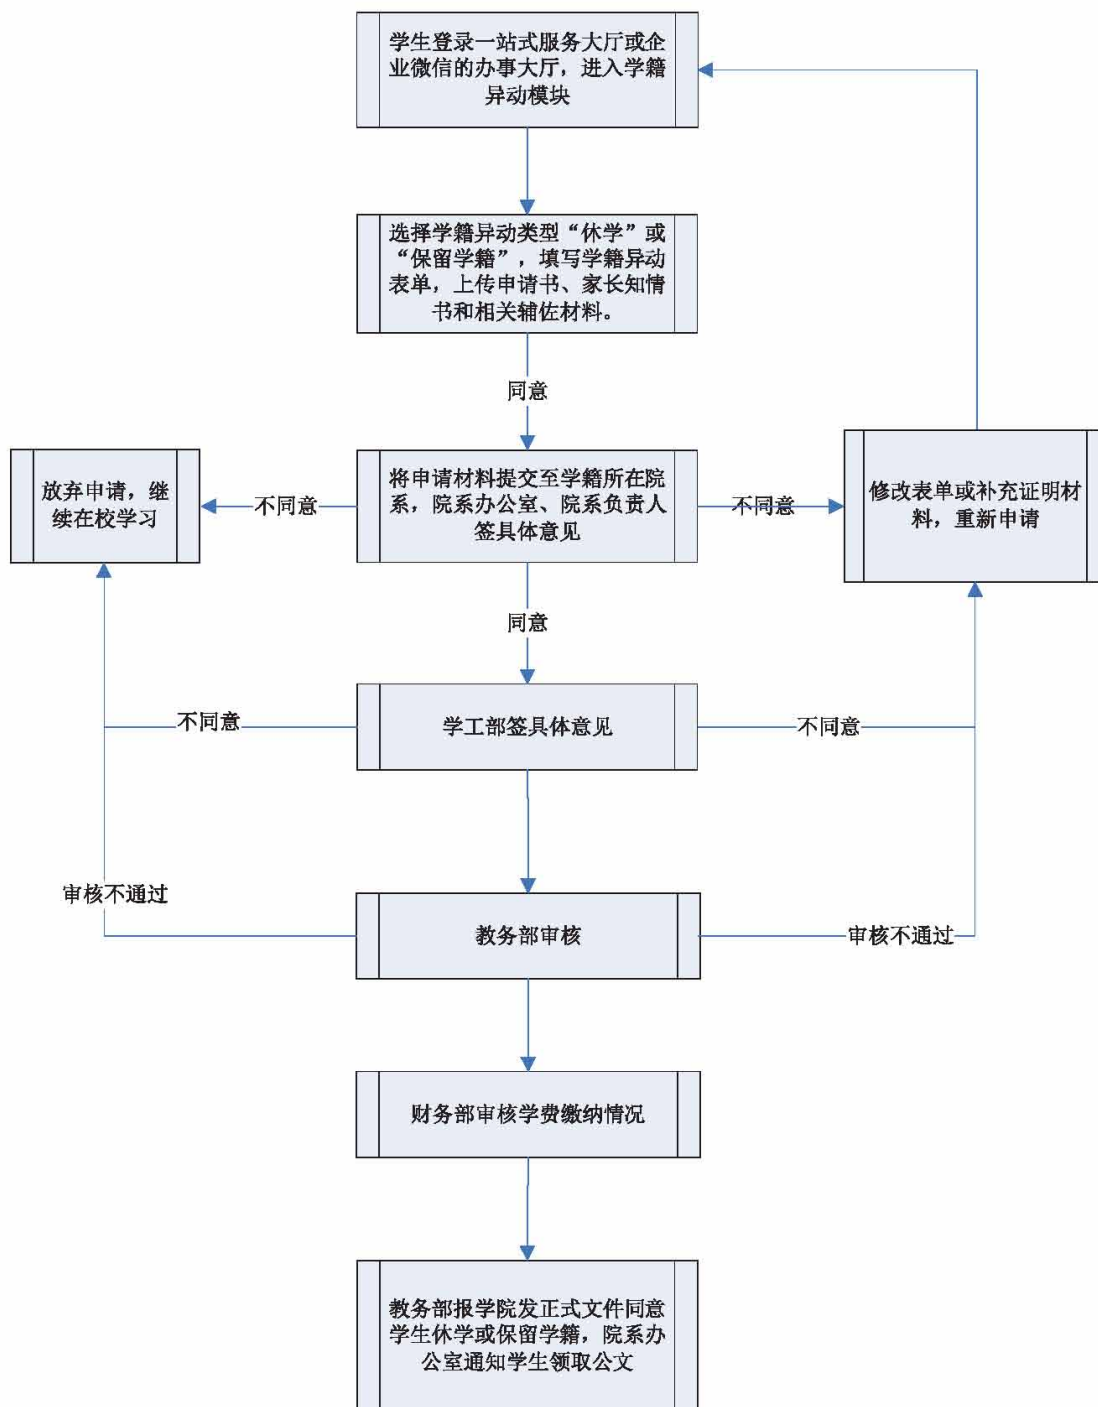 学生登录一站式服务大厅或企
业微信的办事大厅，进入学籍
异动模块
选择学籍异动类型“休学”或
“保留学籍”，填写学籍异动
表单，上传申请书、家长知情
书和相关辅佐材料。
同意
放弃申请，继
续在校学习
不同意
将申请材料提交至学籍所在院
系，院系办公室、院系负责人
签具体意见
不同意
修改表单或补充证明材
料，重新申请
同意
不同意
学工部签具体意见
不同意
审核不通过
教务部审核
审核不通过
财务部审核学费缴纳情况
教务部报学院发正式文件同意
学生休学或保留学籍，院系办
公室通知学生领取公文